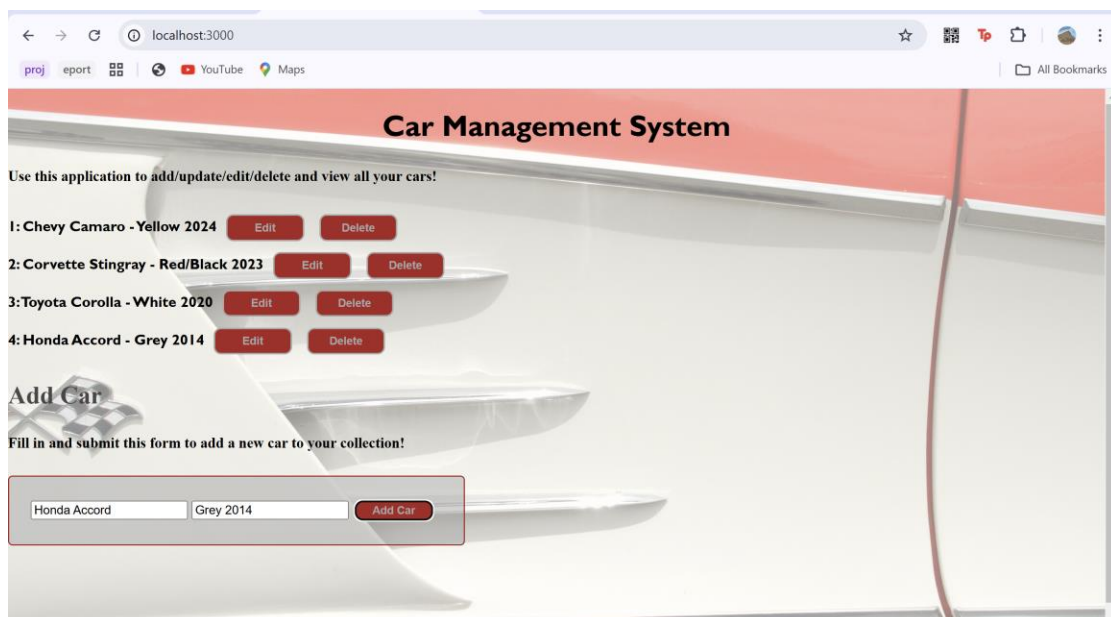 localhost:3000
Tp
proj eport YouTube Maps All Bookmarks
Car Management System
Use this application to add/update/edit/delete and view all your cars!
1: Chevy Camaro - Yellow 2024 Edit Delete
2: Corvette Stingray - Red/Black 2023 Edit Delete
3: Toyota Corolla - White 2020 Edit Delete
4: Honda Accord - Grey 2014 Edit Delete
Add Car
Fill in and submit this form to add a new car to your collection!
Honda Accord Grey 2014 Add Car